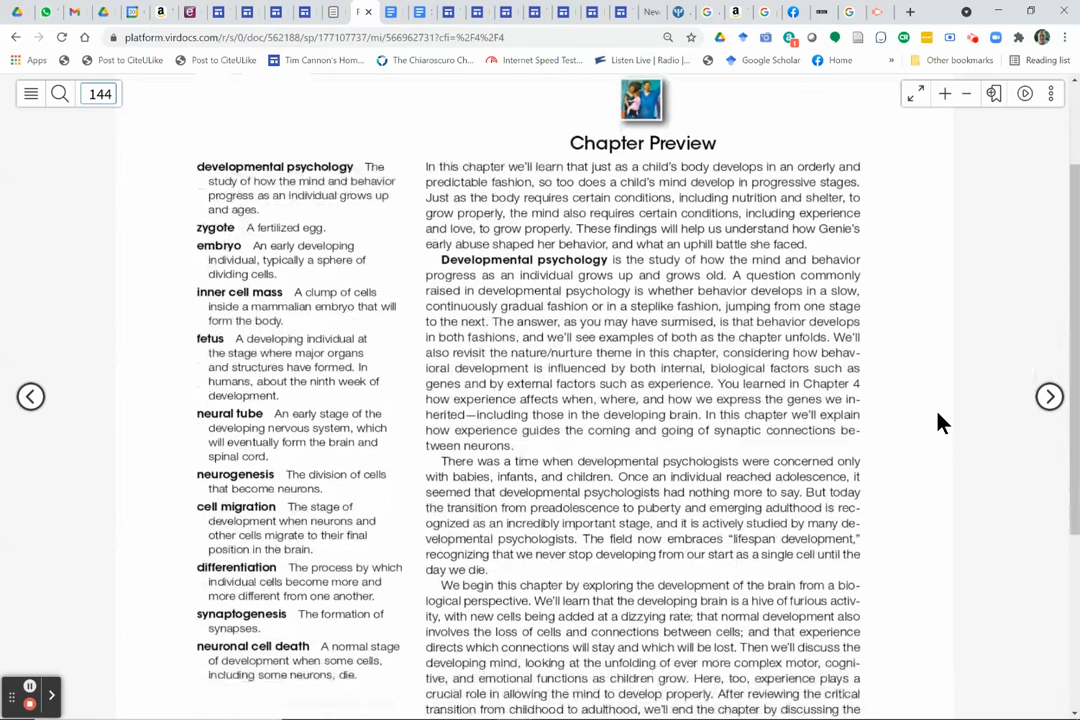 Nev
platform.virdocs.com/r/s/0/doc/562188/sp/177107737/mi/566962731?cfi=%2F4%2F4
Apps
Post to CiteULike
Post to CiteULike
Tim Cannon's Hom...
The Chiaroscuro Ch...
Internet Speed Test...
Listen Live | Radio |...
Google Scholar
Home
»
Other bookmarks
Reading list
144
Chapter Preview
developmental psychology The
study of how the mind and behavior
progress as an individual grows up
and ages.
zygote A fertilized egg.
embryo An early developing
individual, typically a sphere of
dividing cells.
inner cell mass A clump of cells
inside a mammalian embryo that will
form the body.
fetus A developing individual at
the stage where major organs
and structures have formed. In
humans, about the ninth week of
development.
neural tube An early stage of the
developing nervous system, which
will eventually form the brain and
spinal cord.
neurogenesis The division of cells
that become neurons.
cell migration The stage of
development when neurons and
other cells migrate to their final
position in the brain.
differentiation The process by which
individual cells become more and
more different from one another.
synaptogenesis The formation of
synapses.
neuronal cell death A normal stage
of development when some cells,
including some neurons, die.
In this chapter we'll learn that just as a child's body develops in an orderly and
predictable fashion, so too does a child's mind develop in progressive stages.
Just as the body requires certain conditions, including nutrition and shelter, to
grow properly, the mind also requires certain conditions, including experience
and love, to grow properly. These findings will help us understand how Genie's
early abuse shaped her behavior, and what an uphill battle she faced.
Developmental psychology is the study of how the mind and behavior
progress as an individual grows up and grows old. A question commonly
raised in developmental psychology is whether behavior develops in a slow,
continuously gradual fashion or in a steplike fashion, jumping from one stage
to the next. The answer, as you may have surmised, is that behavior develops
in both fashions, and we'll see examples of both as the chapter unfolds. We'll
also revisit the nature/nurture theme in this chapter, considering how behav-
ioral development is influenced by both internal, biological factors such as
genes and by external factors such as experience. You learned in Chapter 4
how experience affects when, where, and how we express the genes we in-
herited—including those in the developing brain. In this chapter we'll explain
how experience guides the coming and going of synaptic connections be-
tween neurons.
There was a time when developmental psychologists were concerned only
with babies, infants, and children. Once an individual reached adolescence, it
seemed that developmental psychologists had nothing more to say. But today
the transition from preadolescence to puberty and emerging adulthood is rec-
ognized as an incredibly important stage, and it is actively studied by many de-
velopmental psychologists. The field now embraces "lifespan development,"
recognizing that we never stop developing from our start as a single cell until the
day we die.
We begin this chapter by exploring the development of the brain from a bio-
logical perspective. We'll learn that the developing brain is a hive of furious activ-
ity, with new cells being added at a dizzying rate; that normal development also
involves the loss of cells and connections between cells; and that experience
directs which connections will stay and which will be lost. Then we'll discuss the
developing mind, looking at the unfolding of ever more complex motor, cogni-
tive, and emotional functions as children grow. Here, too, experience plays a
crucial role in allowing the mind to develop properly. After reviewing the critical
transition from childhood to adulthood, we'll end the chapter by discussing the